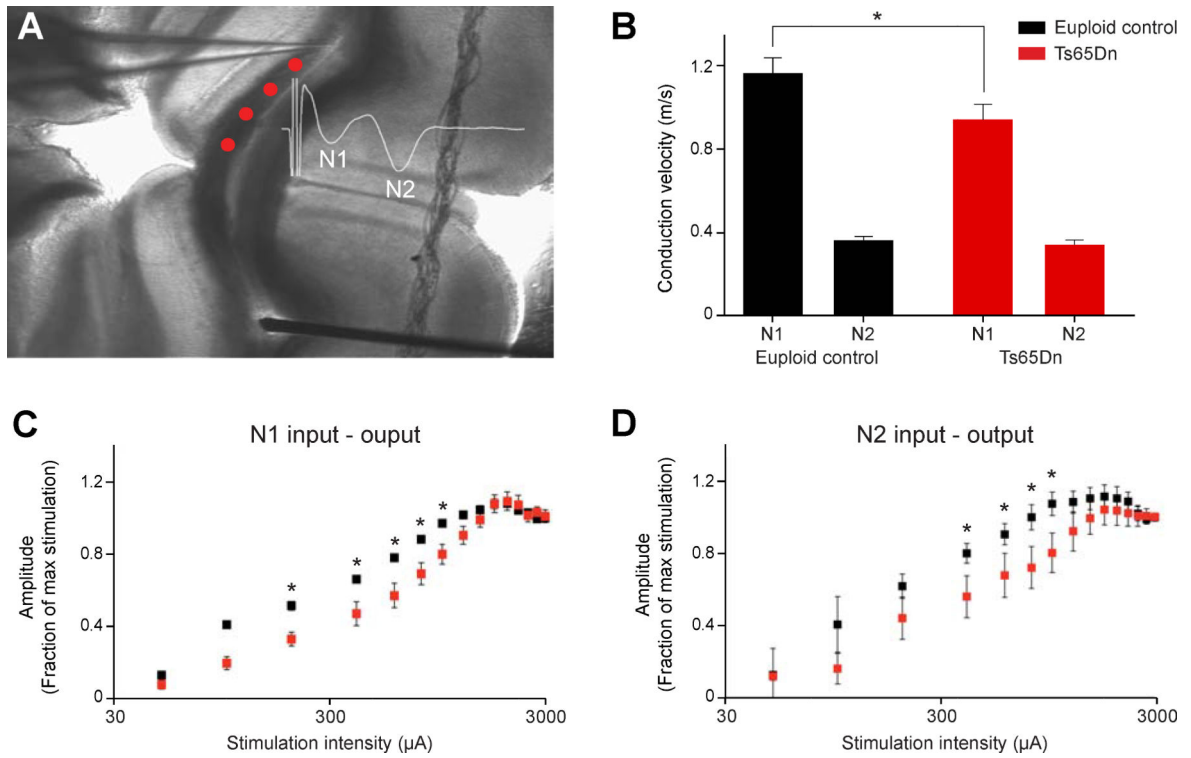 A
N1
N2
B
*
Euploid control
Ts65Dn
Conduction velocity (m/s)
1.2
0.8
0.4
0
N1 N2 N1 N2
Euploid control Ts65Dn
C
N1 input - ouput
Amplitude
(Fraction of max stimulation)
1.2
0.8
0.4
0
* * * * *
30 300 3000
Stimulation intensity (μA)
D
N2 input - output
Amplitude
(Fraction of max stimulation)
1.2
0.8
0.4
0
* * * *
30 300 3000
Stimulation intensity (μA)